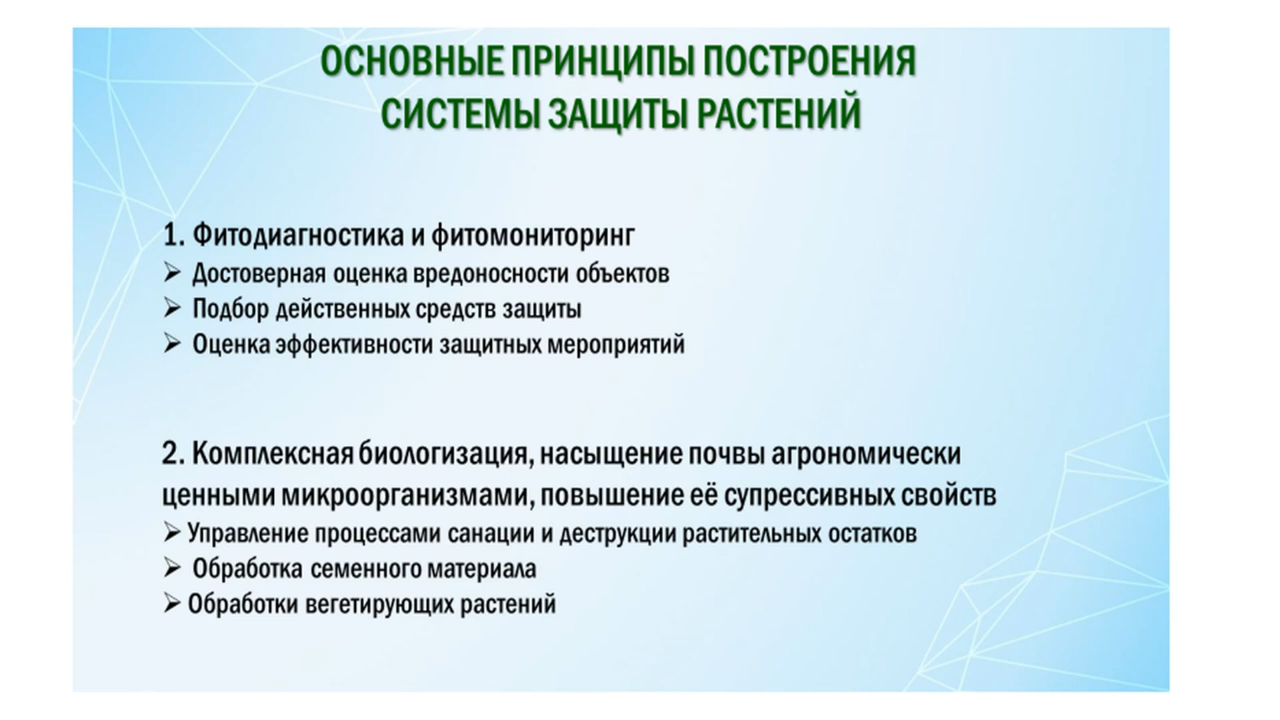 ОСНОВНЫЕ ПРИНЦИПЫ ПОСТРОЕНИЯ
СИСТЕМЫ ЗАЩИТЫ РАСТЕНИЙ
1. Фитодиагностика и фитомониторинг
➢ Достоверная оценка вредоносности объектов
➢ Подбор действенных средств защиты
➢ Оценка эффективности защитных мероприятий
2. Комплексная биологизация, насыщение почвы агрономически
ценными микроорганизмами, повышение её супрессивных свойств
➢ Управление процессами санации и деструкции растительных остатков
➢ Обработка семенного материала
➢ Обработки вегетирующих растений